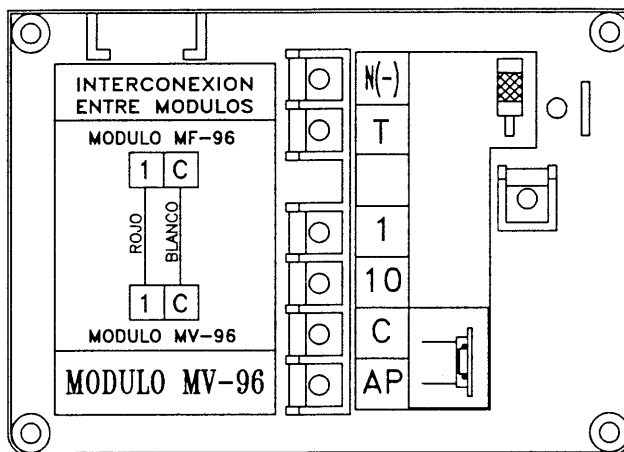 INTERCONEXION
ENTRE MODULOS
MODULO MF-96
1 C
ROJO
BLANCO
1 C
MODULO MV-96
MODULO MV-96
N(-)
T
1
10
C
AP